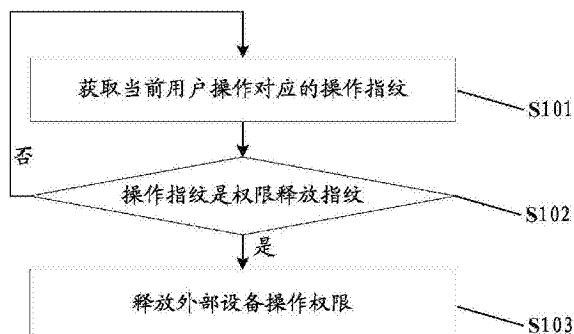 获取当前用户操作对应的操作指纹
S101
否
操作指纹是权限释放指纹
S102
是
释放外部设备操作权限
S103